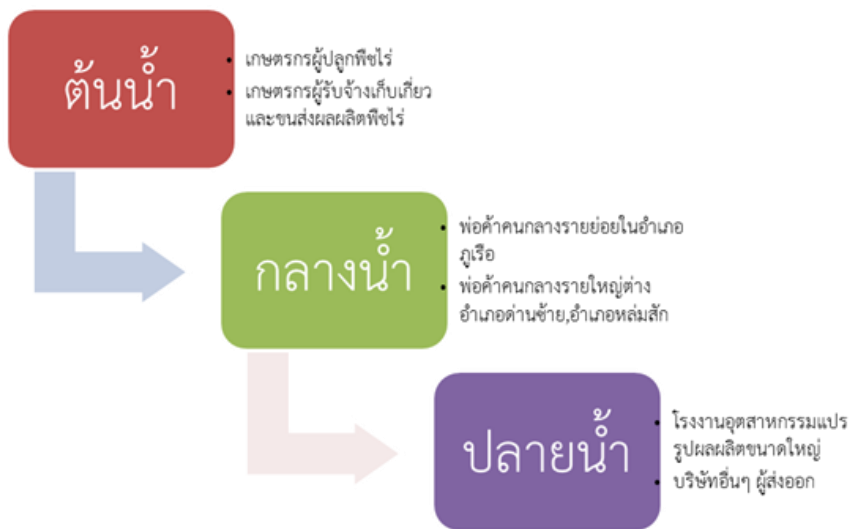 ต้นน้ำ
• เกษตรกรผู้ปลูกพืชไร่
• เกษตรกรผู้รับจ้างเก็บเกี่ยว
และขนส่งผลผลิตพืชไร่
กลางน้ำ
• พ่อค้าคนกลางรายย่อยในอำเภอ
ภูเรือ
• พ่อค้าคนกลางรายใหญ่ต่าง
อำเภอด่านซ้าย,อำเภอหล่มสัก
ปลายน้ำ
• โรงงานอุตสาหกรรมแปร
รูปผลผลิตขนาดใหญ่
• บริษัทอื่นๆ ผู้ส่งออก